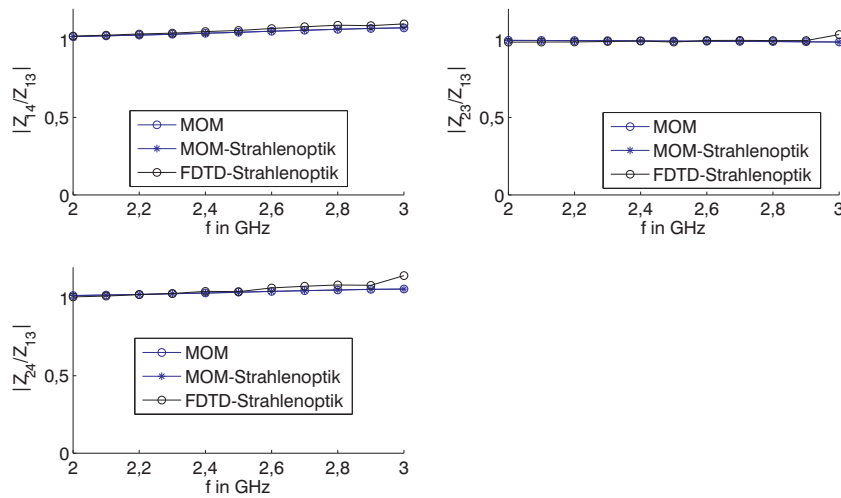 |Z14/Z13|
1
0,5
0
MOM
MOM-Strahlenoptik
FDTD-Strahlenoptik
2 2,2 2,4 2,6 2,8 3
f in GHz
|Z23/Z13|
1
0,5
0
MOM
MOM-Strahlenoptik
FDTD-Strahlenoptik
2 2,2 2,4 2,6 2,8 3
f in GHz
|Z24/Z13|
1
0,5
0
MOM
MOM-Strahlenoptik
FDTD-Strahlenoptik
2 2,2 2,4 2,6 2,8 3
f in GHz